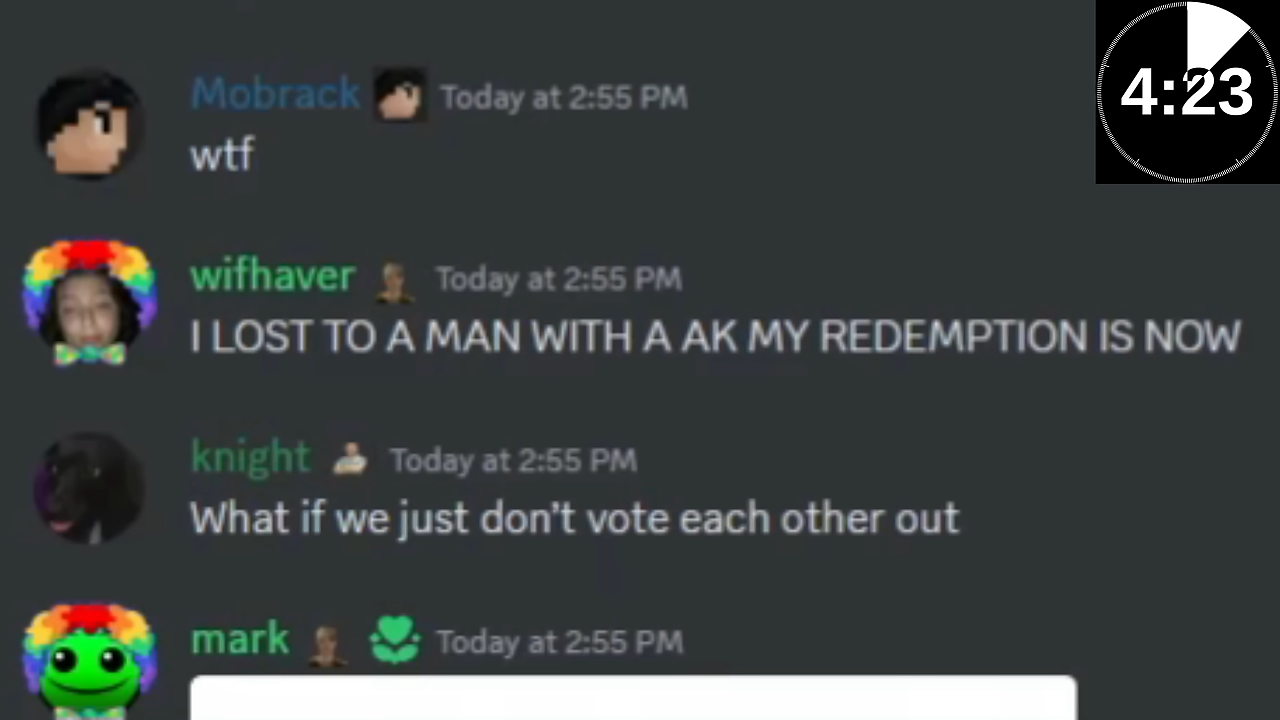 Mobrack Today at 2:55 PM
4:23
wtf
wifhaver Today at 2:55 PM
I LOST TO A MAN WITH A AK MY REDEMPTION IS NOW
knight Today at 2:55 PM
What if we just don't vote each other out
mark Today at 2:55 PM